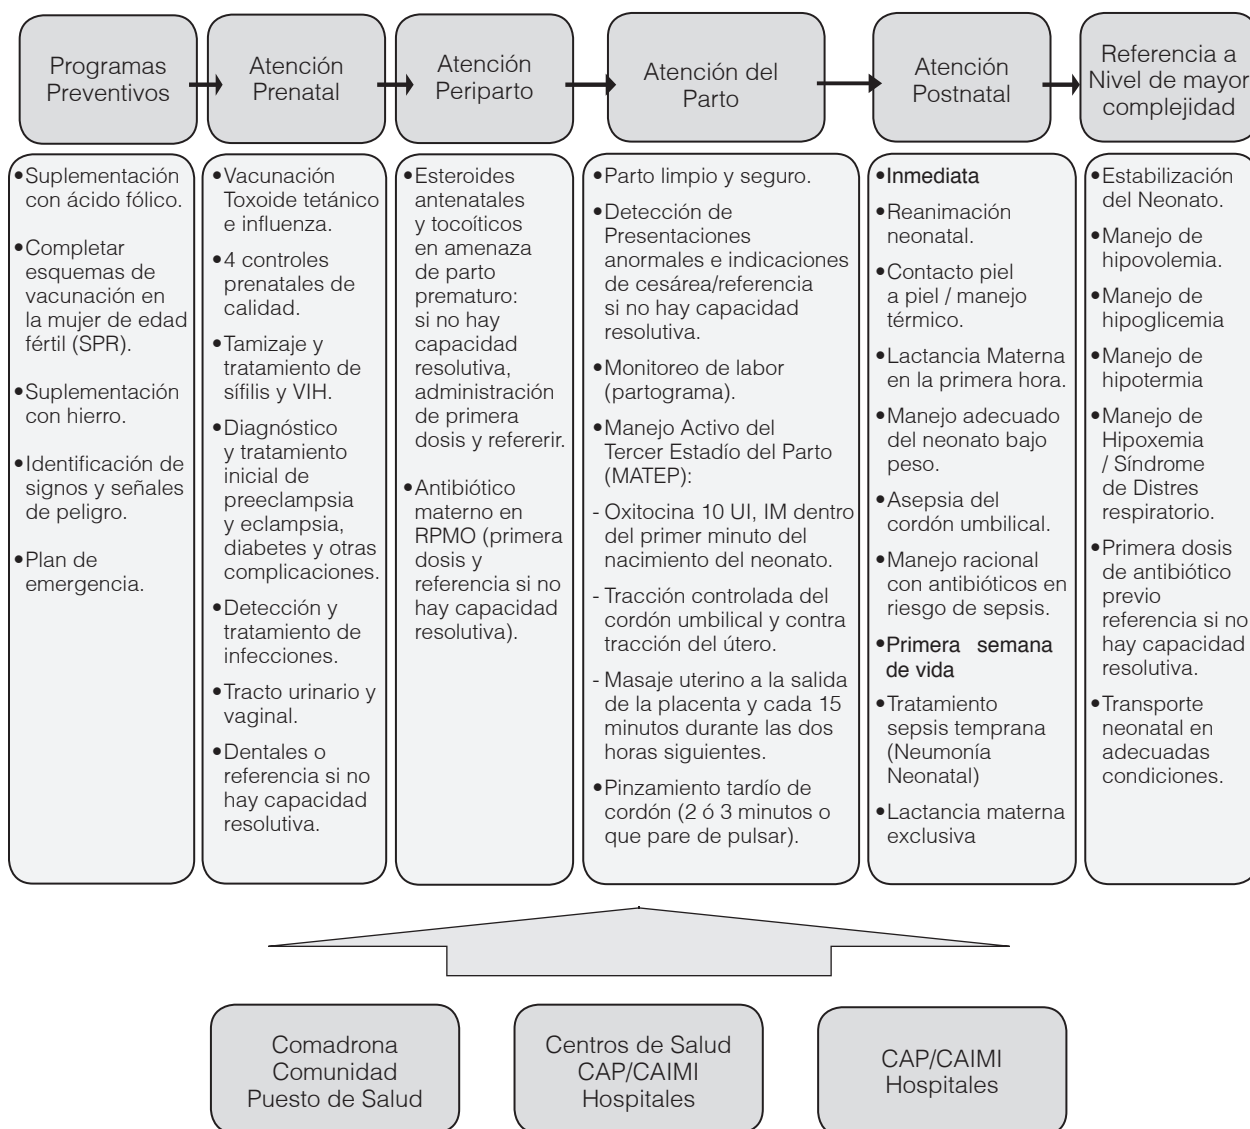 Programas
Preventivos
Atención
Prenatal
Atención
Periparto
Atención del
Parto
Atención
Postnatal
Referencia a
Nivel de mayor
complejidad
•Suplementación
con ácido fólico.
•Completar
esquemas de
vacunación en
la mujer de edad
fértil (SPR).
•Suplementación
con hierro.
•Identificación de
signos y señales
de peligro.
•Plan de
emergencia.
•Vacunación
Toxoide tetánico
e influenza.
•4 controles
prenatales de
calidad.
•Tamizaje y
tratamiento de
sífilis y VIH.
•Diagnóstico
y tratamiento
inicial de
preeclampsia
y eclampsia,
diabetes y otras
complicaciones.
•Detección y
tratamiento de
infecciones.
•Tracto urinario y
vaginal.
•Dentales o
referencia si no
hay capacidad
resolutiva.
•Esteroides
antenatales
y tocoíticos
en amenaza
de parto
prematuro:
si no hay
capacidad
resolutiva,
administración
de primera
dosis y refererir.
•Antibiótico
materno en
RPMO (primera
dosis y
referencia si no
hay capacidad
resolutiva).
•Parto limpio y seguro.
•Detección de
Presentaciones
anormales e indicaciones
de cesárea/referencia
si no hay capacidad
resolutiva.
•Monitoreo de labor
(partograma).
•Manejo Activo del
Tercer Estadío del Parto
(MATEP):
- Oxitocina 10 UI, IM dentro
del primer minuto del
nacimiento del neonato.
- Tracción controlada del
cordón umbilical y contra
tracción del útero.
- Masaje uterino a la salida
de la placenta y cada 15
minutos durante las dos
horas siguientes.
•Pinzamiento tardío de
cordón (2 ó 3 minutos o
que pare de pulsar).
•Inmediata
•Reanimación
neonatal.
•Contacto piel
a piel / manejo
térmico.
•Lactancia Materna
en la primera hora.
•Manejo adecuado
del neonato bajo
peso.
•Asepsia del
cordón umbilical.
•Manejo racional
con antibióticos en
riesgo de sepsis.
•Primera semana
de vida
•Tratamiento
sepsis temprana
(Neumonía
Neonatal)
•Lactancia materna
exclusiva
•Estabilización
del Neonato.
•Manejo de
hipovolemia.
•Manejo de
hipoglicemia
•Manejo de
hipotermia
•Manejo de
Hipoxemia
/ Síndrome
de Distres
respiratorio.
•Primera dosis
de antibiótico
previo
referencia si no
hay capacidad
resolutiva.
•Transporte
neonatal en
adecuadas
condiciones.
Comadrona
Comunidad
Puesto de Salud
Centros de Salud
CAP/CAIMI
Hospitales
CAP/CAIMI
Hospitales